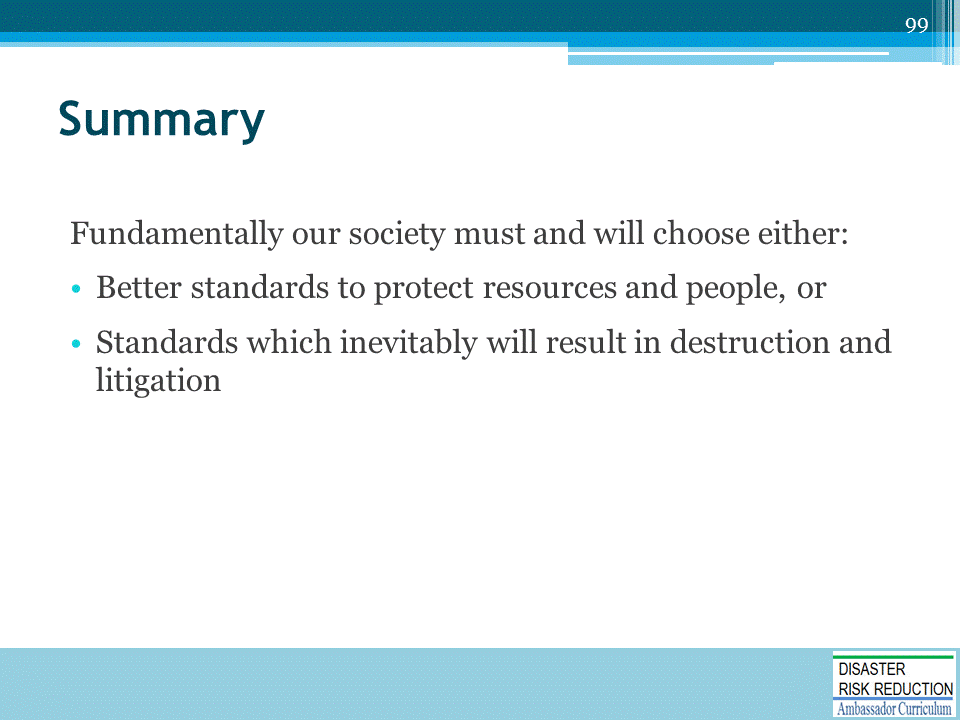 99
Summary
Fundamentally our society must and will choose either:
• Better standards to protect resources and people, or
• Standards which inevitably will result in destruction and
litigation
DISASTER
RISK REDUCTION
Ambassador Curriculum